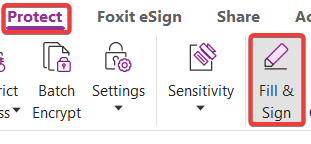 Protect Foxit eSign Share
Batch Settings Sensitivity Fill &
Encrypt Sign